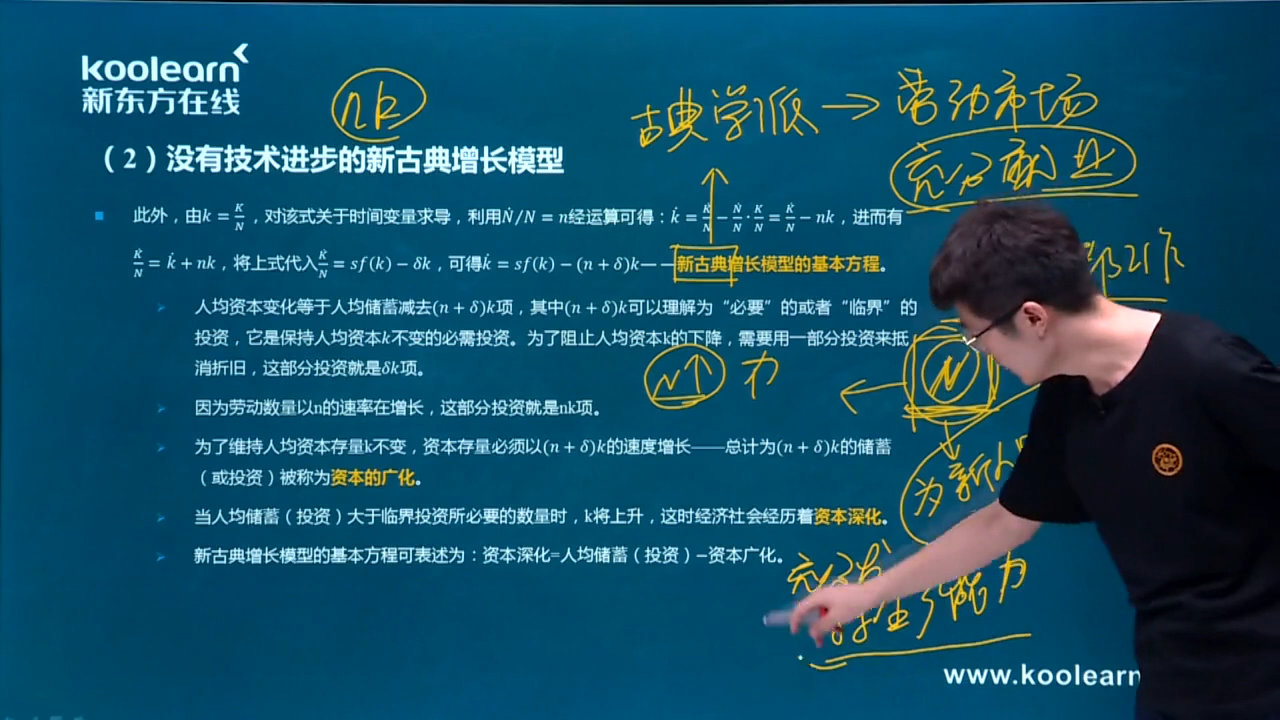 koolearn
新东方在线
nk
古典学派 → 劳动市场
充分就业
（2）没有技术进步的新古典增长模型
此外，由k = K/N，对该式关于时间变量求导，利用Ṅ/N = n经运算可得：k̇ = K̇/N − Ṅ/N · K/N = K̇/N − nk，进而有
K̇/N = k̇ + nk，将上式代入K̇/N = sf(k) − δk，可得k̇ = sf(k) − (n + δ)k——新古典增长模型的基本方程。
人均资本变化等于人均储蓄减去(n + δ)k项，其中(n + δ)k可以理解为“必要”的或者“临界”的
投资，它是保持人均资本k不变的必需投资。为了阻止人均资本k的下降，需要用一部分投资来抵
消折旧，这部分投资就是δk项。
N↑ 力
N
因为劳动数量以n的速率在增长，这部分投资就是nk项。
为了维持人均资本存量k不变，资本存量必须以(n + δ)k的速度增长——总计为(n + δ)k的储蓄
（或投资）被称为资本的广化。
为新
当人均储蓄（投资）大于临界投资所必要的数量时，k将上升，这时经济社会经历着资本深化。
新古典增长模型的基本方程可表述为：资本深化=人均储蓄（投资）−资本广化。
充分
能力
www.koolearn